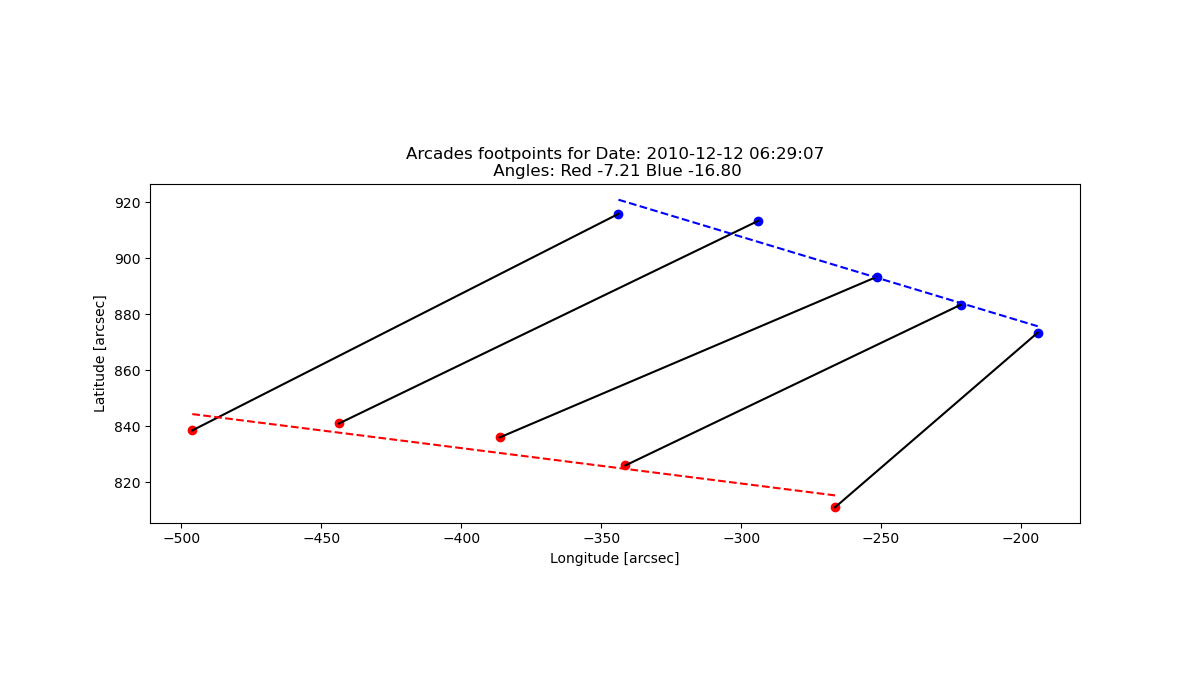 Arcades footpoints for Date: 2010-12-12 06:29:07
Angles: Red -7.21 Blue -16.80
920
900
880
860
840
820
Latitude [arcsec]
−500 −450 −400 −350 −300 −250 −200
Longitude [arcsec]